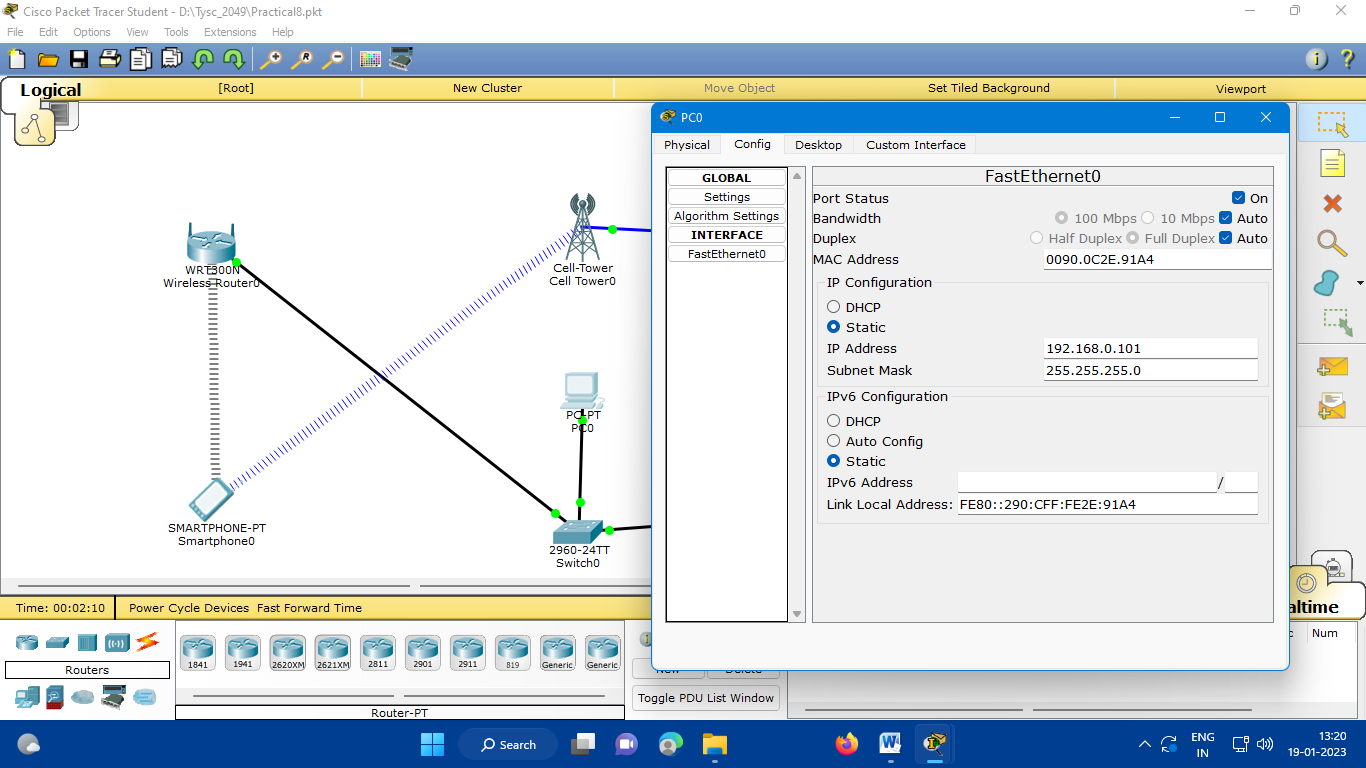 Cisco Packet Tracer Student - D:\Tysc_2049\Practical8.pkt
File Edit Options View Tools Extensions Help
Logical [Root] New Cluster Move Object Set Tiled Background Viewport
WRT300N
Wireless Router0
Cell-Tower
Cell Tower0
PC-PT
PC0
SMARTPHONE-PT
Smartphone0
2960-24TT
Switch0
PC0
Physical Config Desktop Custom Interface
GLOBAL
Settings
Algorithm Settings
INTERFACE
FastEthernet0
FastEthernet0
Port Status On
Bandwidth 100 Mbps 10 Mbps Auto
Duplex Half Duplex Full Duplex Auto
MAC Address 0090.0C2E.91A4
IP Configuration
DHCP
Static
IP Address 192.168.0.101
Subnet Mask 255.255.255.0
IPv6 Configuration
DHCP
Auto Config
Static
IPv6 Address /
Link Local Address: FE80::290:CFF:FE2E:91A4
Time: 00:02:10 Power Cycle Devices Fast Forward Time
altime
Routers
1841 1941 2620XM 2621XM 2811 2901 2911 819 Generic Generic
Router-PT
New Delete
Toggle PDU List Window
c Num
Search
ENG
IN
13:20
19-01-2023